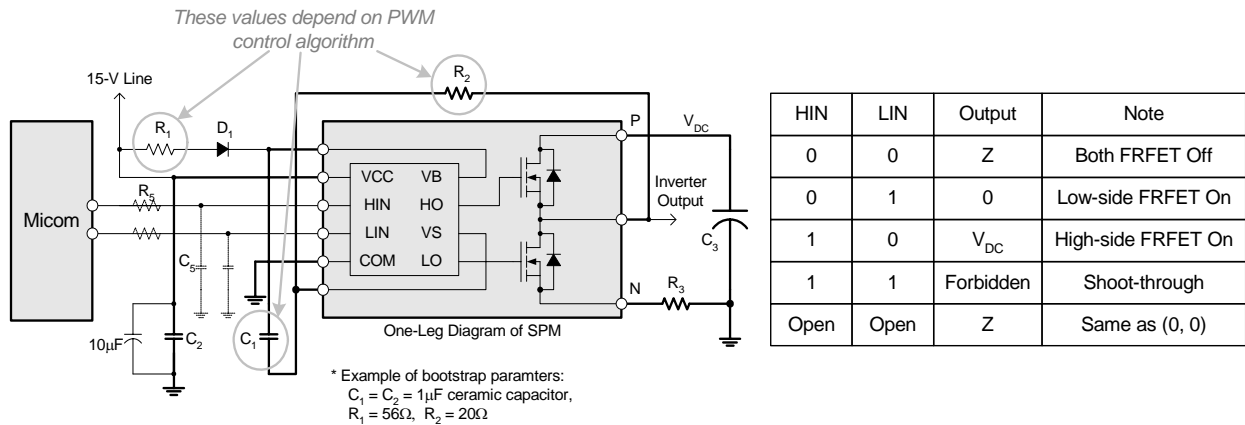 These values depend on PWM
control algorithm
R2
15-V Line
R1
D1
P
VDC
VCC
VB
R5
Inverter
Output
Micom
HIN
HO
LIN
VS
C3
C5
COM
LO
N
R3
One-Leg Diagram of SPM
10μF
C2
C1
* Example of bootstrap paramters:
C1 = C2 = 1μF ceramic capacitor,
R1 = 56Ω, R2 = 20Ω
HIN LIN Output Note
0 0 Z Both FRFET Off
0 1 0 Low-side FRFET On
1 0 VDC High-side FRFET On
1 1 Forbidden Shoot-through
Open Open Z Same as (0, 0)